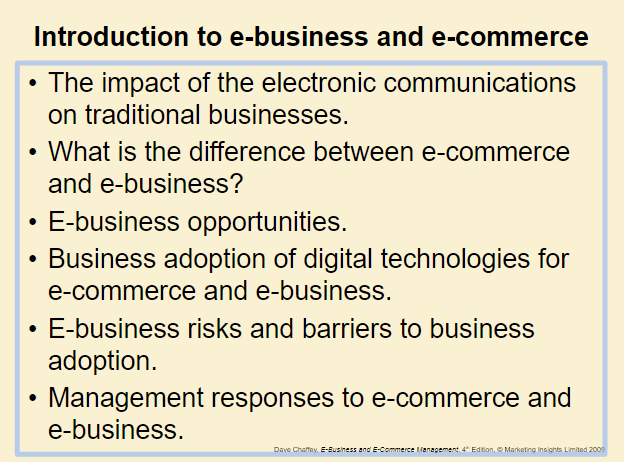 Introduction to e-business and e-commerce
• The impact of the electronic communications
on traditional businesses.
• What is the difference between e-commerce
and e-business?
• E-business opportunities.
• Business adoption of digital technologies for
e-commerce and e-business.
• E-business risks and barriers to business
adoption.
• Management responses to e-commerce and
e-business.
Dave Chaffey, E-Business and E-Commerce Management, 4th Edition, © Marketing Insights Limited 2009